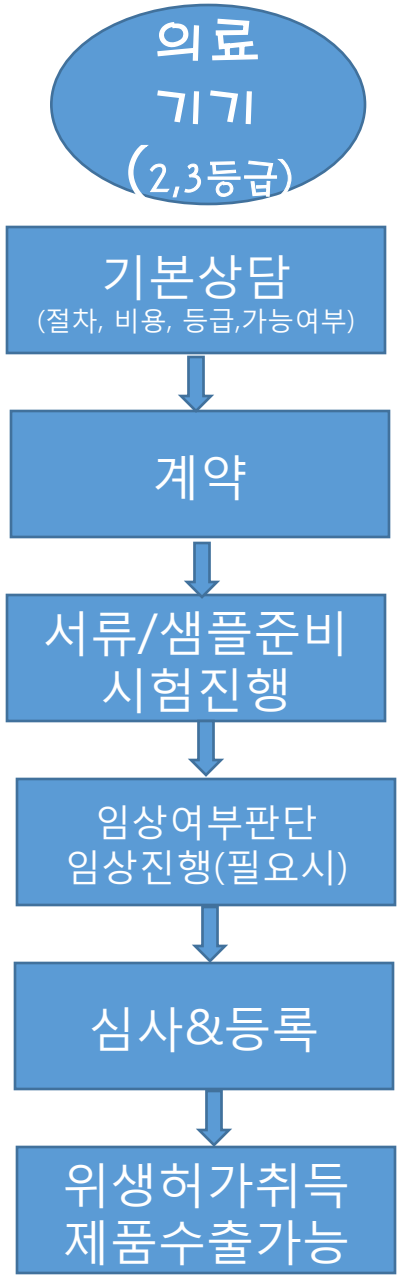 의료
기기
(2,3등급)
기본상담
(절차, 비용, 등급,가능여부)
계약
서류/샘플준비
시험진행
임상여부판단
임상진행(필요시)
심사&등록
위생허가취득
제품수출가능